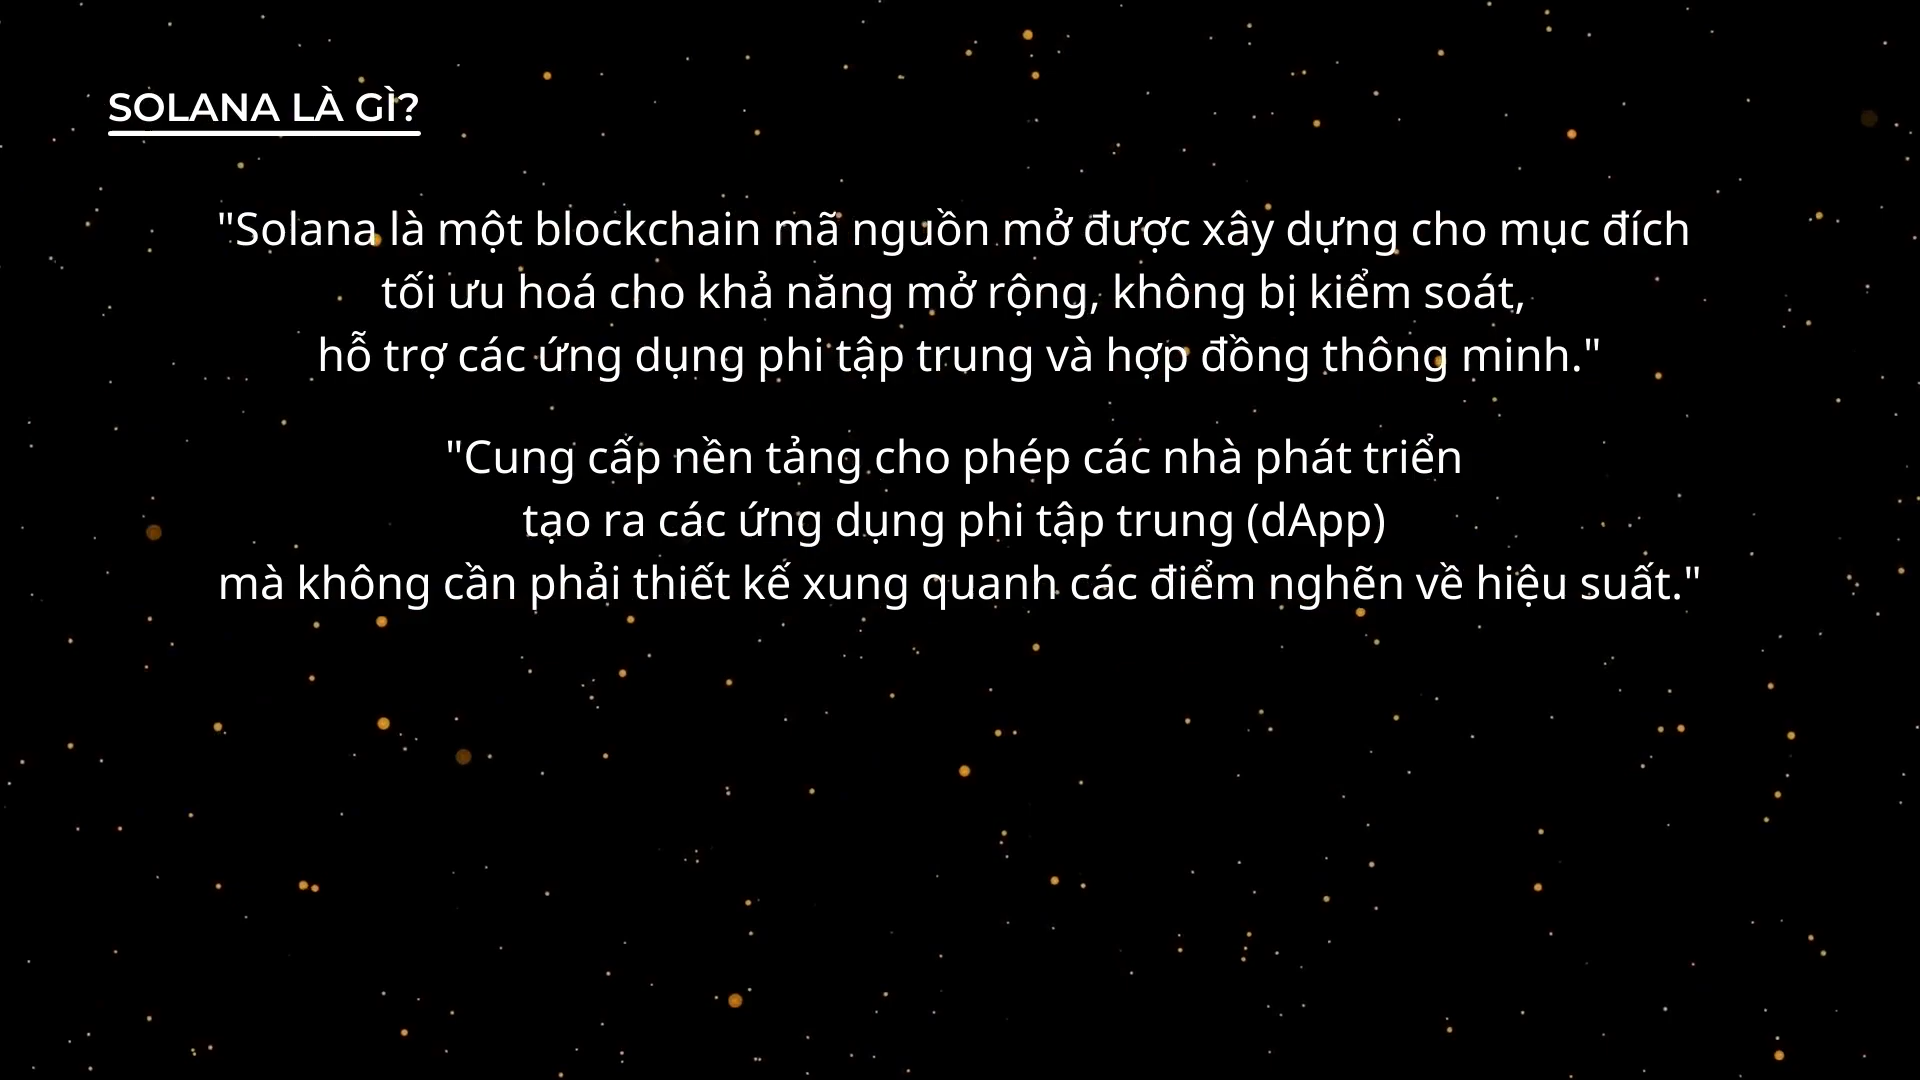 SOLANA LÀ GÌ?
"Solana là một blockchain mã nguồn mở được xây dựng cho mục đích
tối ưu hoá cho khả năng mở rộng, không bị kiểm soát,
hỗ trợ các ứng dụng phi tập trung và hợp đồng thông minh."
"Cung cấp nền tảng cho phép các nhà phát triển
tạo ra các ứng dụng phi tập trung (dApp)
mà không cần phải thiết kế xung quanh các điểm nghẽn về hiệu suất."